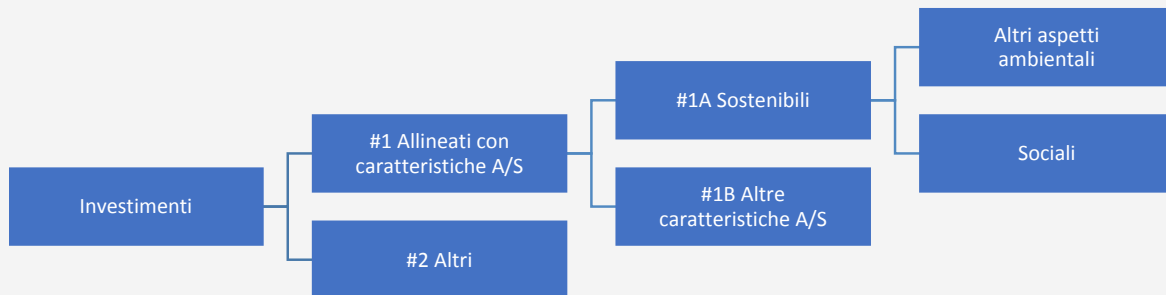 Investimenti
#1 Allineati con
caratteristiche A/S
#2 Altri
#1A Sostenibili
#1B Altre
caratteristiche A/S
Altri aspetti
ambientali
Sociali